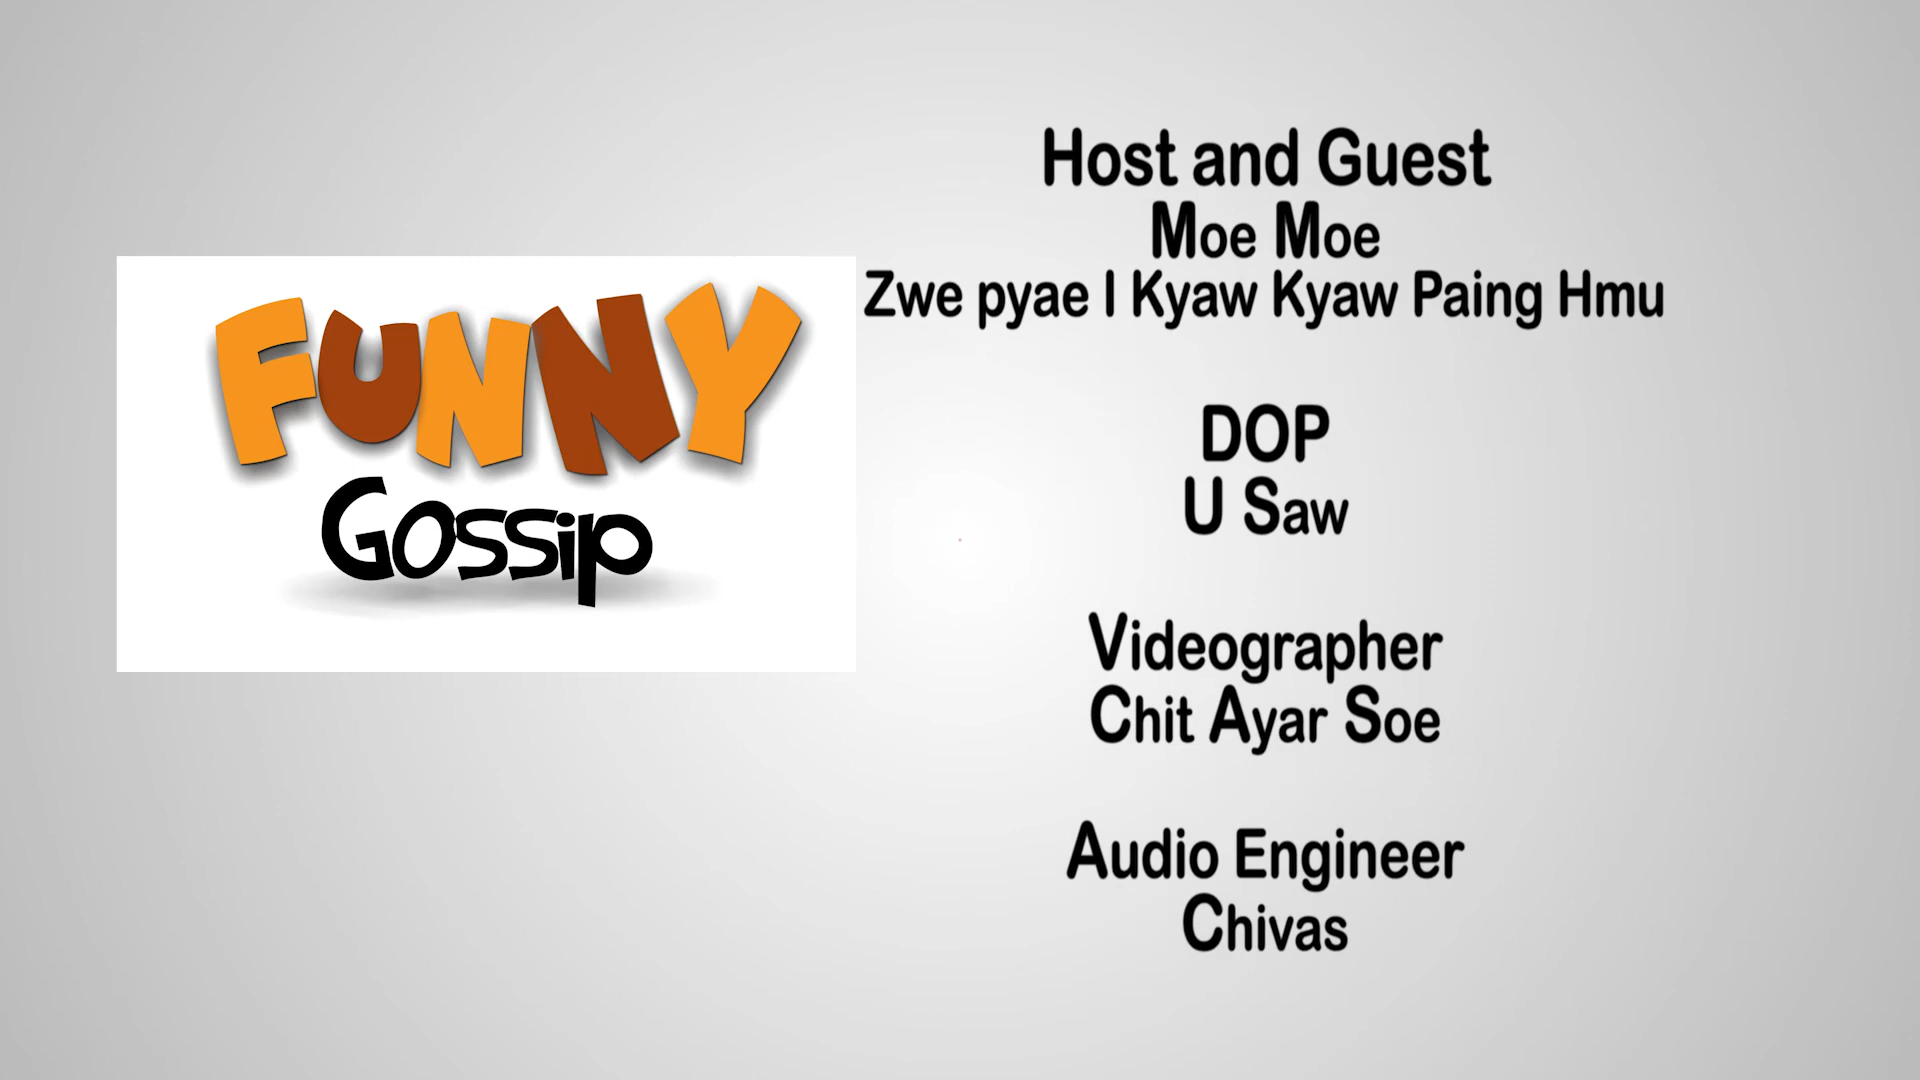 FUNNY
Gossip
Host and Guest
Moe Moe
Zwe pyae I Kyaw Kyaw Paing Hmu
DOP
U Saw
Videographer
Chit Ayar Soe
Audio Engineer
Chivas